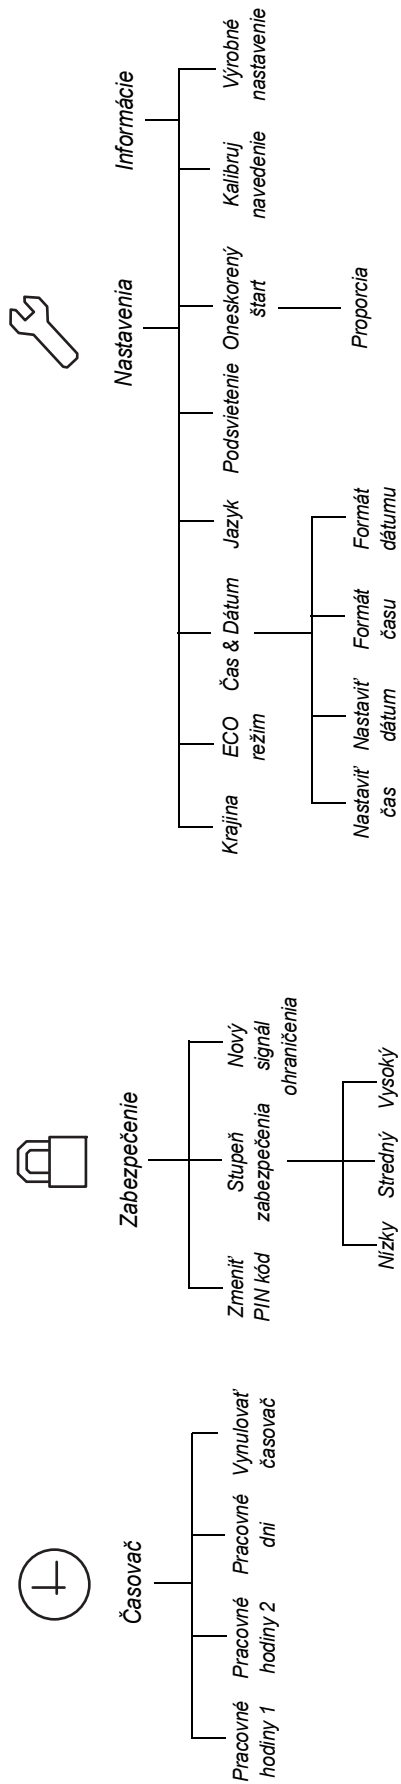 Časovač
Pracovné
hodiny 1
Pracovné
hodiny 2
Pracovné
dni
Vynulovať
časovač
Zabezpečenie
Zmeniť
PIN kód
Stupeň
zabezpečenia
Nový
signál
ohraničenia
Nízky
Stredný
Vysoký
Nastavenia
Informácie
Krajina
ECO
režim
Čas & Dátum
Jazyk
Podsvietenie
Oneskorený
štart
Kalibruj
navedenie
Výrobné
nastavenie
Nastaviť
čas
Nastaviť
dátum
Formát
času
Formát
dátumu
Proporcia